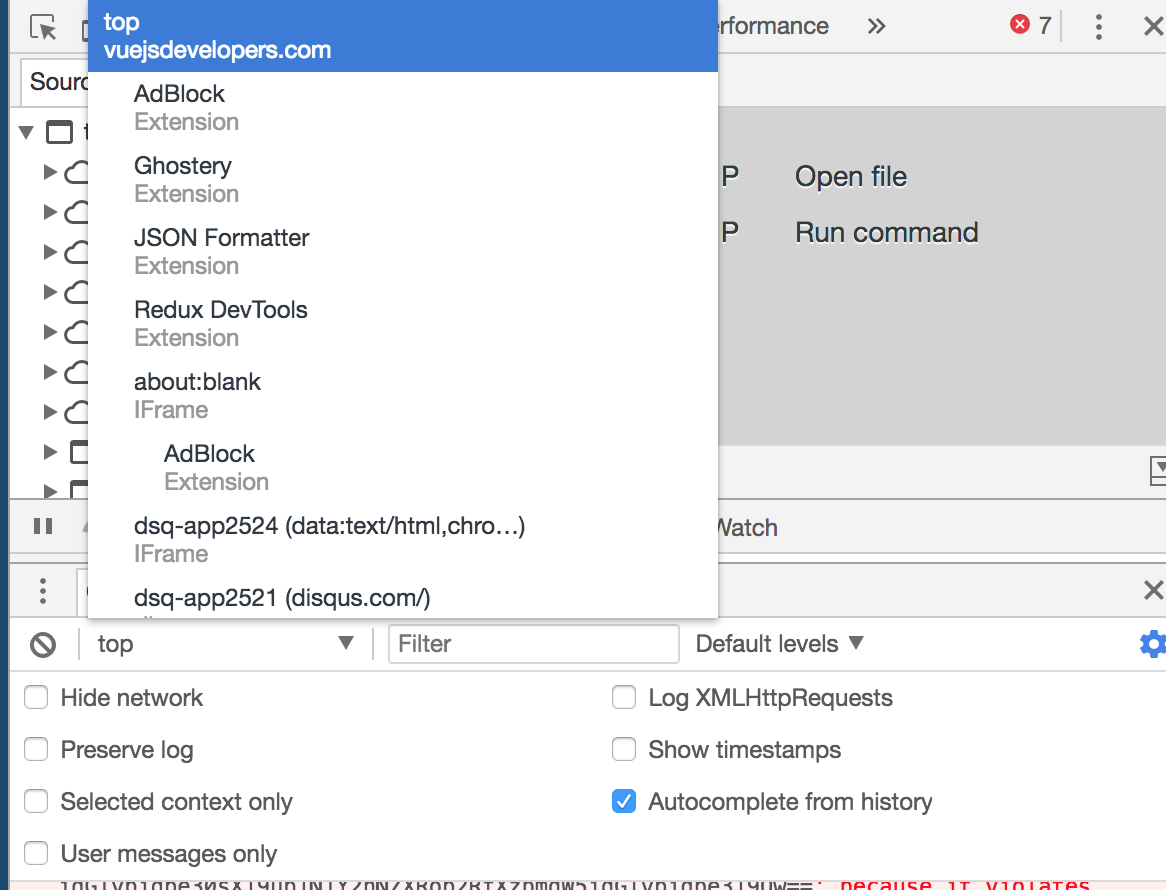 top
vuejsdevelopers.com
rformance
7
Sourc
AdBlock
Extension
Ghostery
Extension
P Open file
JSON Formatter
Extension
P Run command
Redux DevTools
Extension
about:blank
IFrame
AdBlock
Extension
dsq-app2524 (data:text/html,chro…)
IFrame
Watch
dsq-app2521 (disqus.com/)
top
Filter
Default levels
Hide network
Log XMLHttpRequests
Preserve log
Show timestamps
Selected context only
Autocomplete from history
User messages only
because it violates